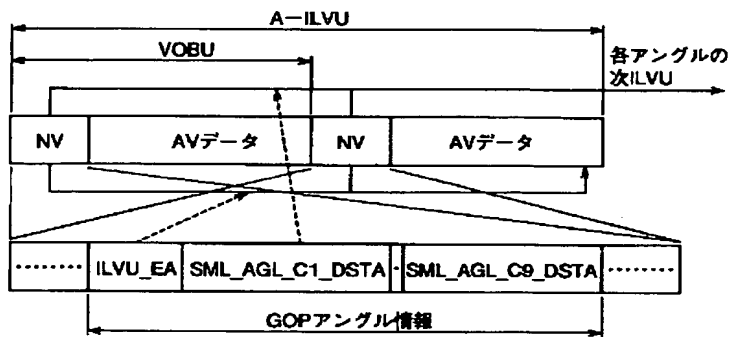 A-ILVU
VOBU
各アングルの
次ILVU
NV
AVデータ
NV
AVデータ
········
ILVU_EA
SML_AGL_C1_DSTA
·
SML_AGL_C9_DSTA
········
GOPアングル情報